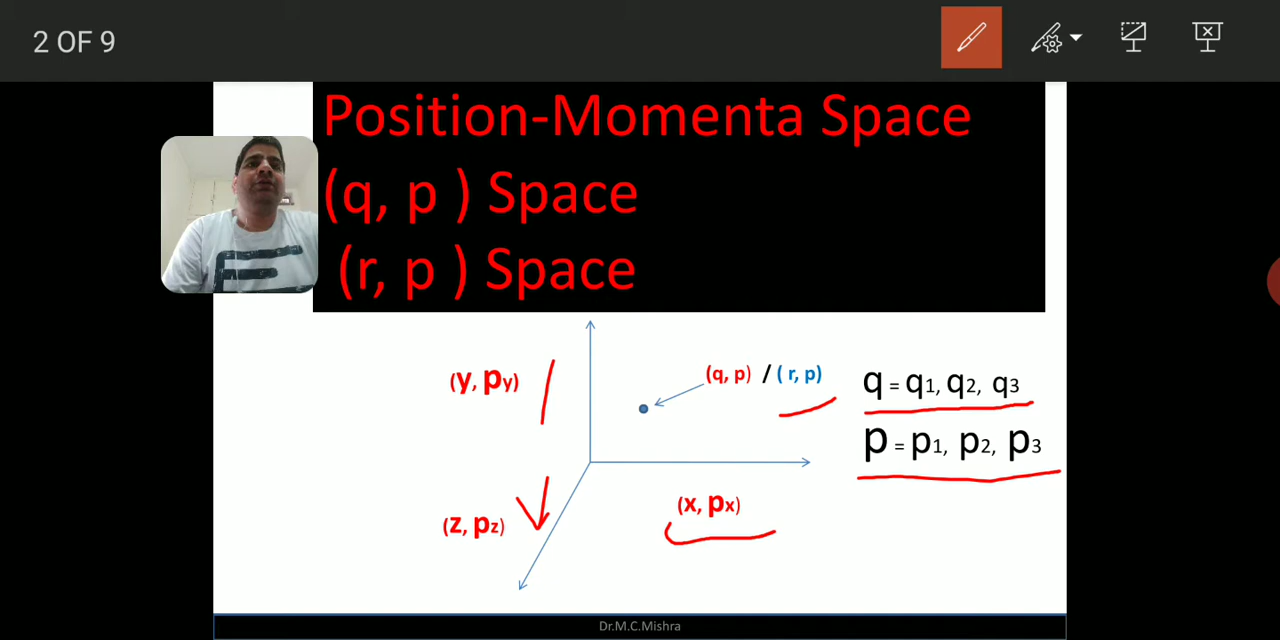 2 OF 9
Position-Momenta Space
(q, p ) Space
(r, p ) Space
(y, py)
(q, p) / ( r, p)
q = q1, q2, q3
p = p1, p2, p3
(x, px)
(z, pz)
Dr.M.C.Mishra